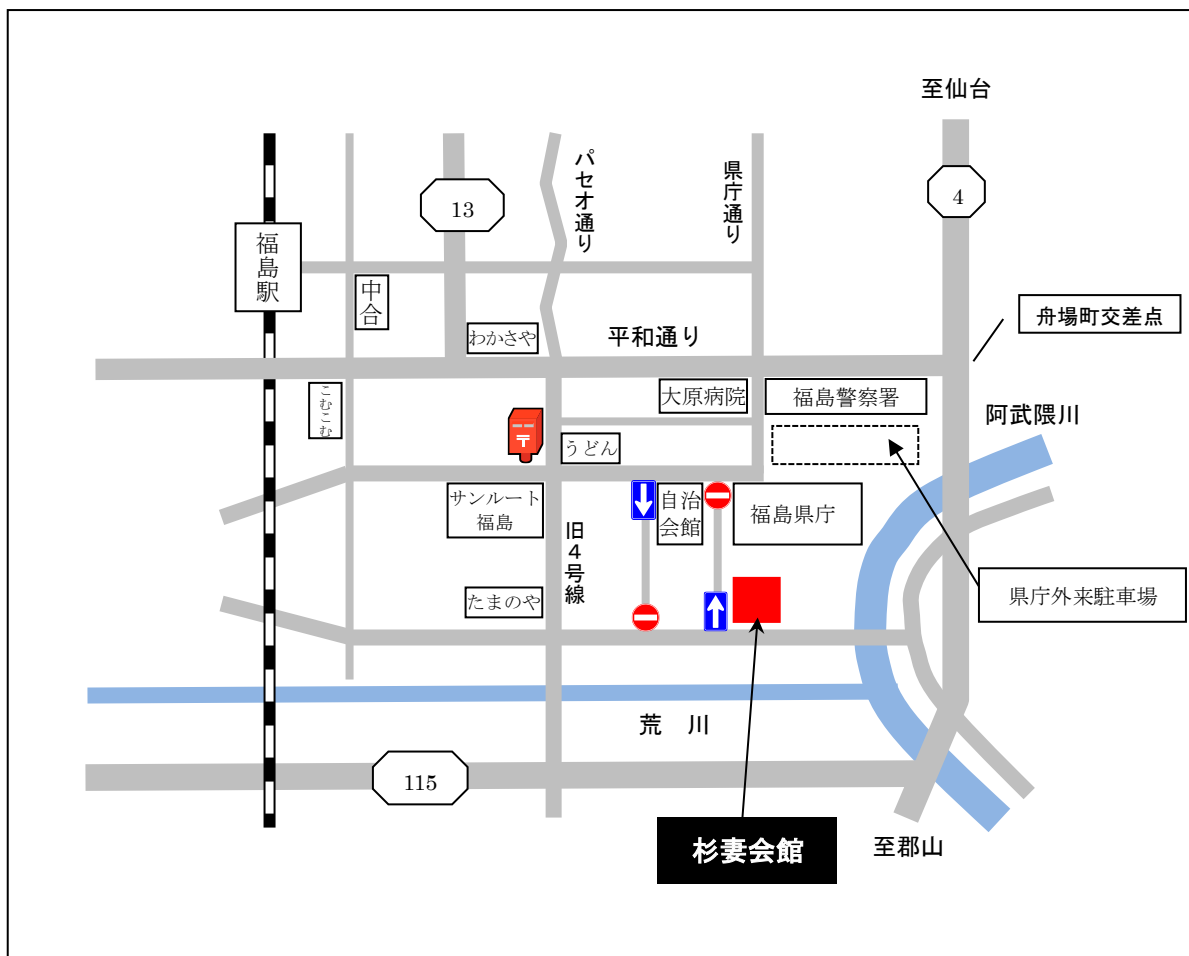 至仙台
パセオ通り
県庁通り
13
4
福島駅
中合
舟場町交差点
わかさや
平和通り
こむこむ
大原病院
福島警察署
阿武隈川
〒
うどん
サンルート
福島
自治
会館
福島県庁
旧4号線
県庁外来駐車場
たまのや
荒 川
115
杉妻会館
至郡山